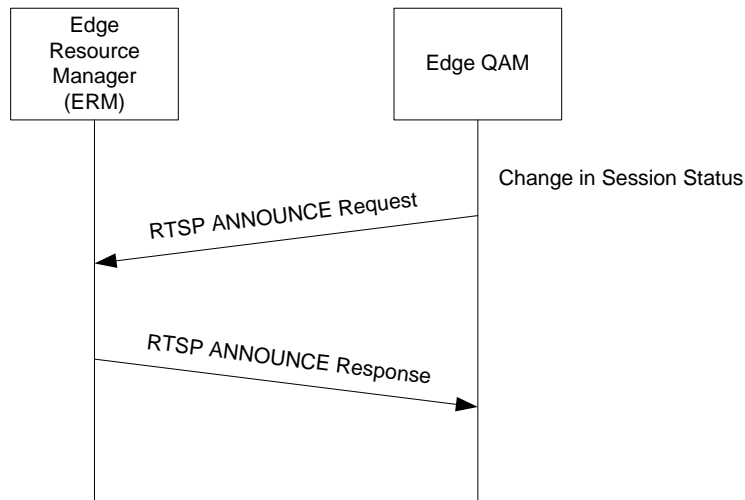 Edge
Resource
Manager
(ERM)
Edge QAM
Change in Session Status
RTSP ANNOUNCE Request
RTSP ANNOUNCE Response